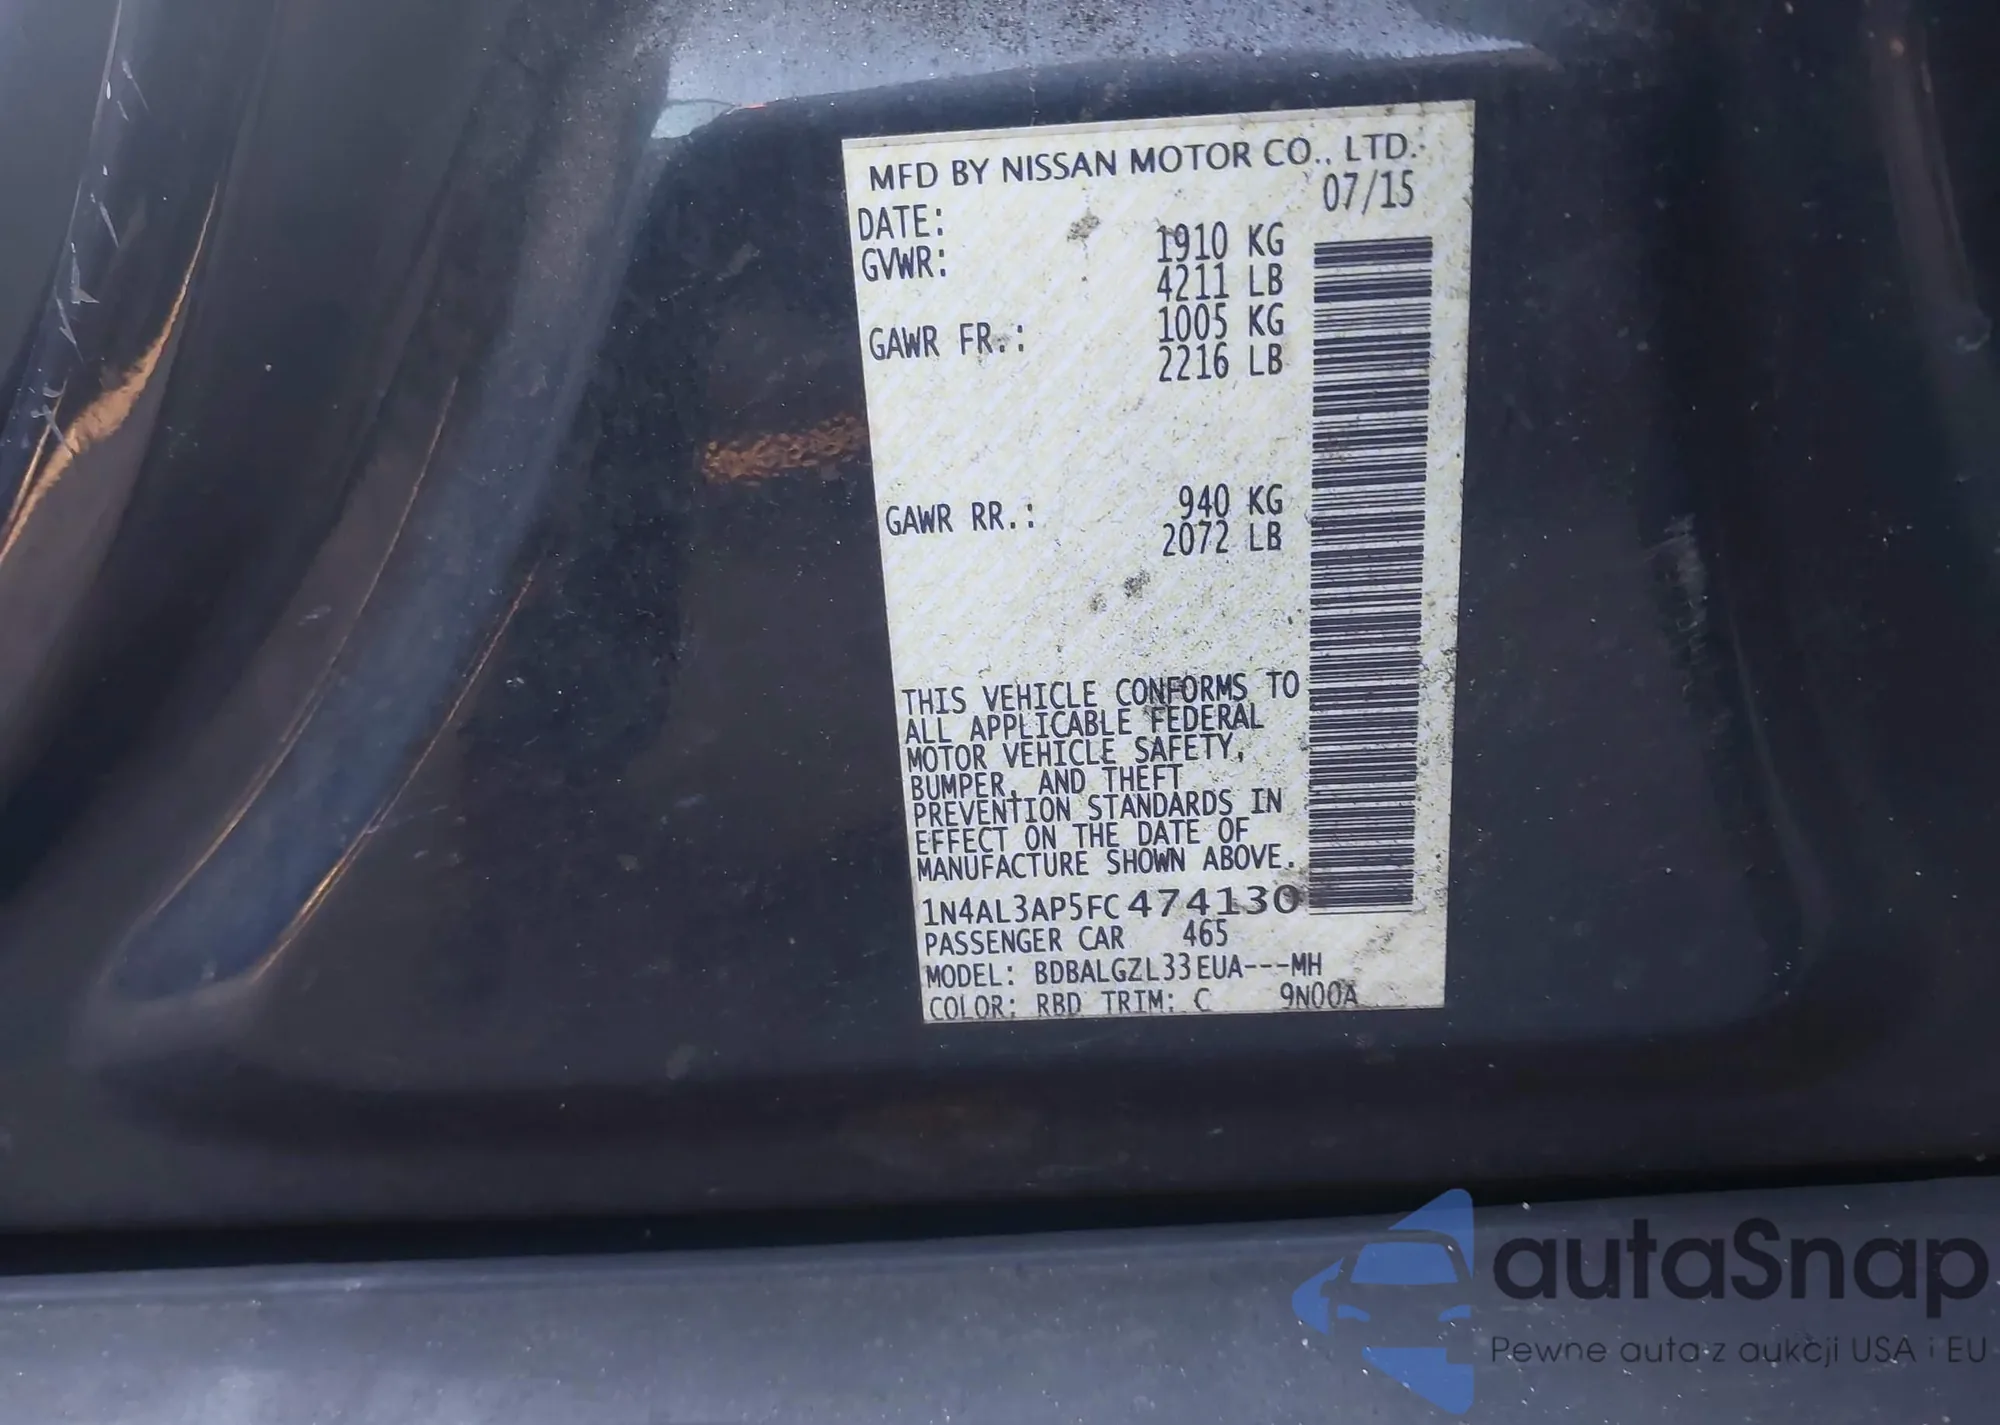 MFD BY NISSAN MOTOR CO., LTD.
DATE: 07/15
GVWR: 1910 KG
4211 LB
GAWR FR.: 1005 KG
2216 LB
GAWR RR.: 940 KG
2072 LB
THIS VEHICLE CONFORMS TO
ALL APPLICABLE FEDERAL
MOTOR VEHICLE SAFETY,
BUMPER, AND THEFT
PREVENTION STANDARDS IN
EFFECT ON THE DATE OF
MANUFACTURE SHOWN ABOVE.
1N4AL3AP5FC474130
PASSENGER CAR 465
MODEL: BDBALGZL33EUA---MH
COLOR: RBD TRIM: C 9N00A
autaSnap
Pewne auta z aukcji USA i EU